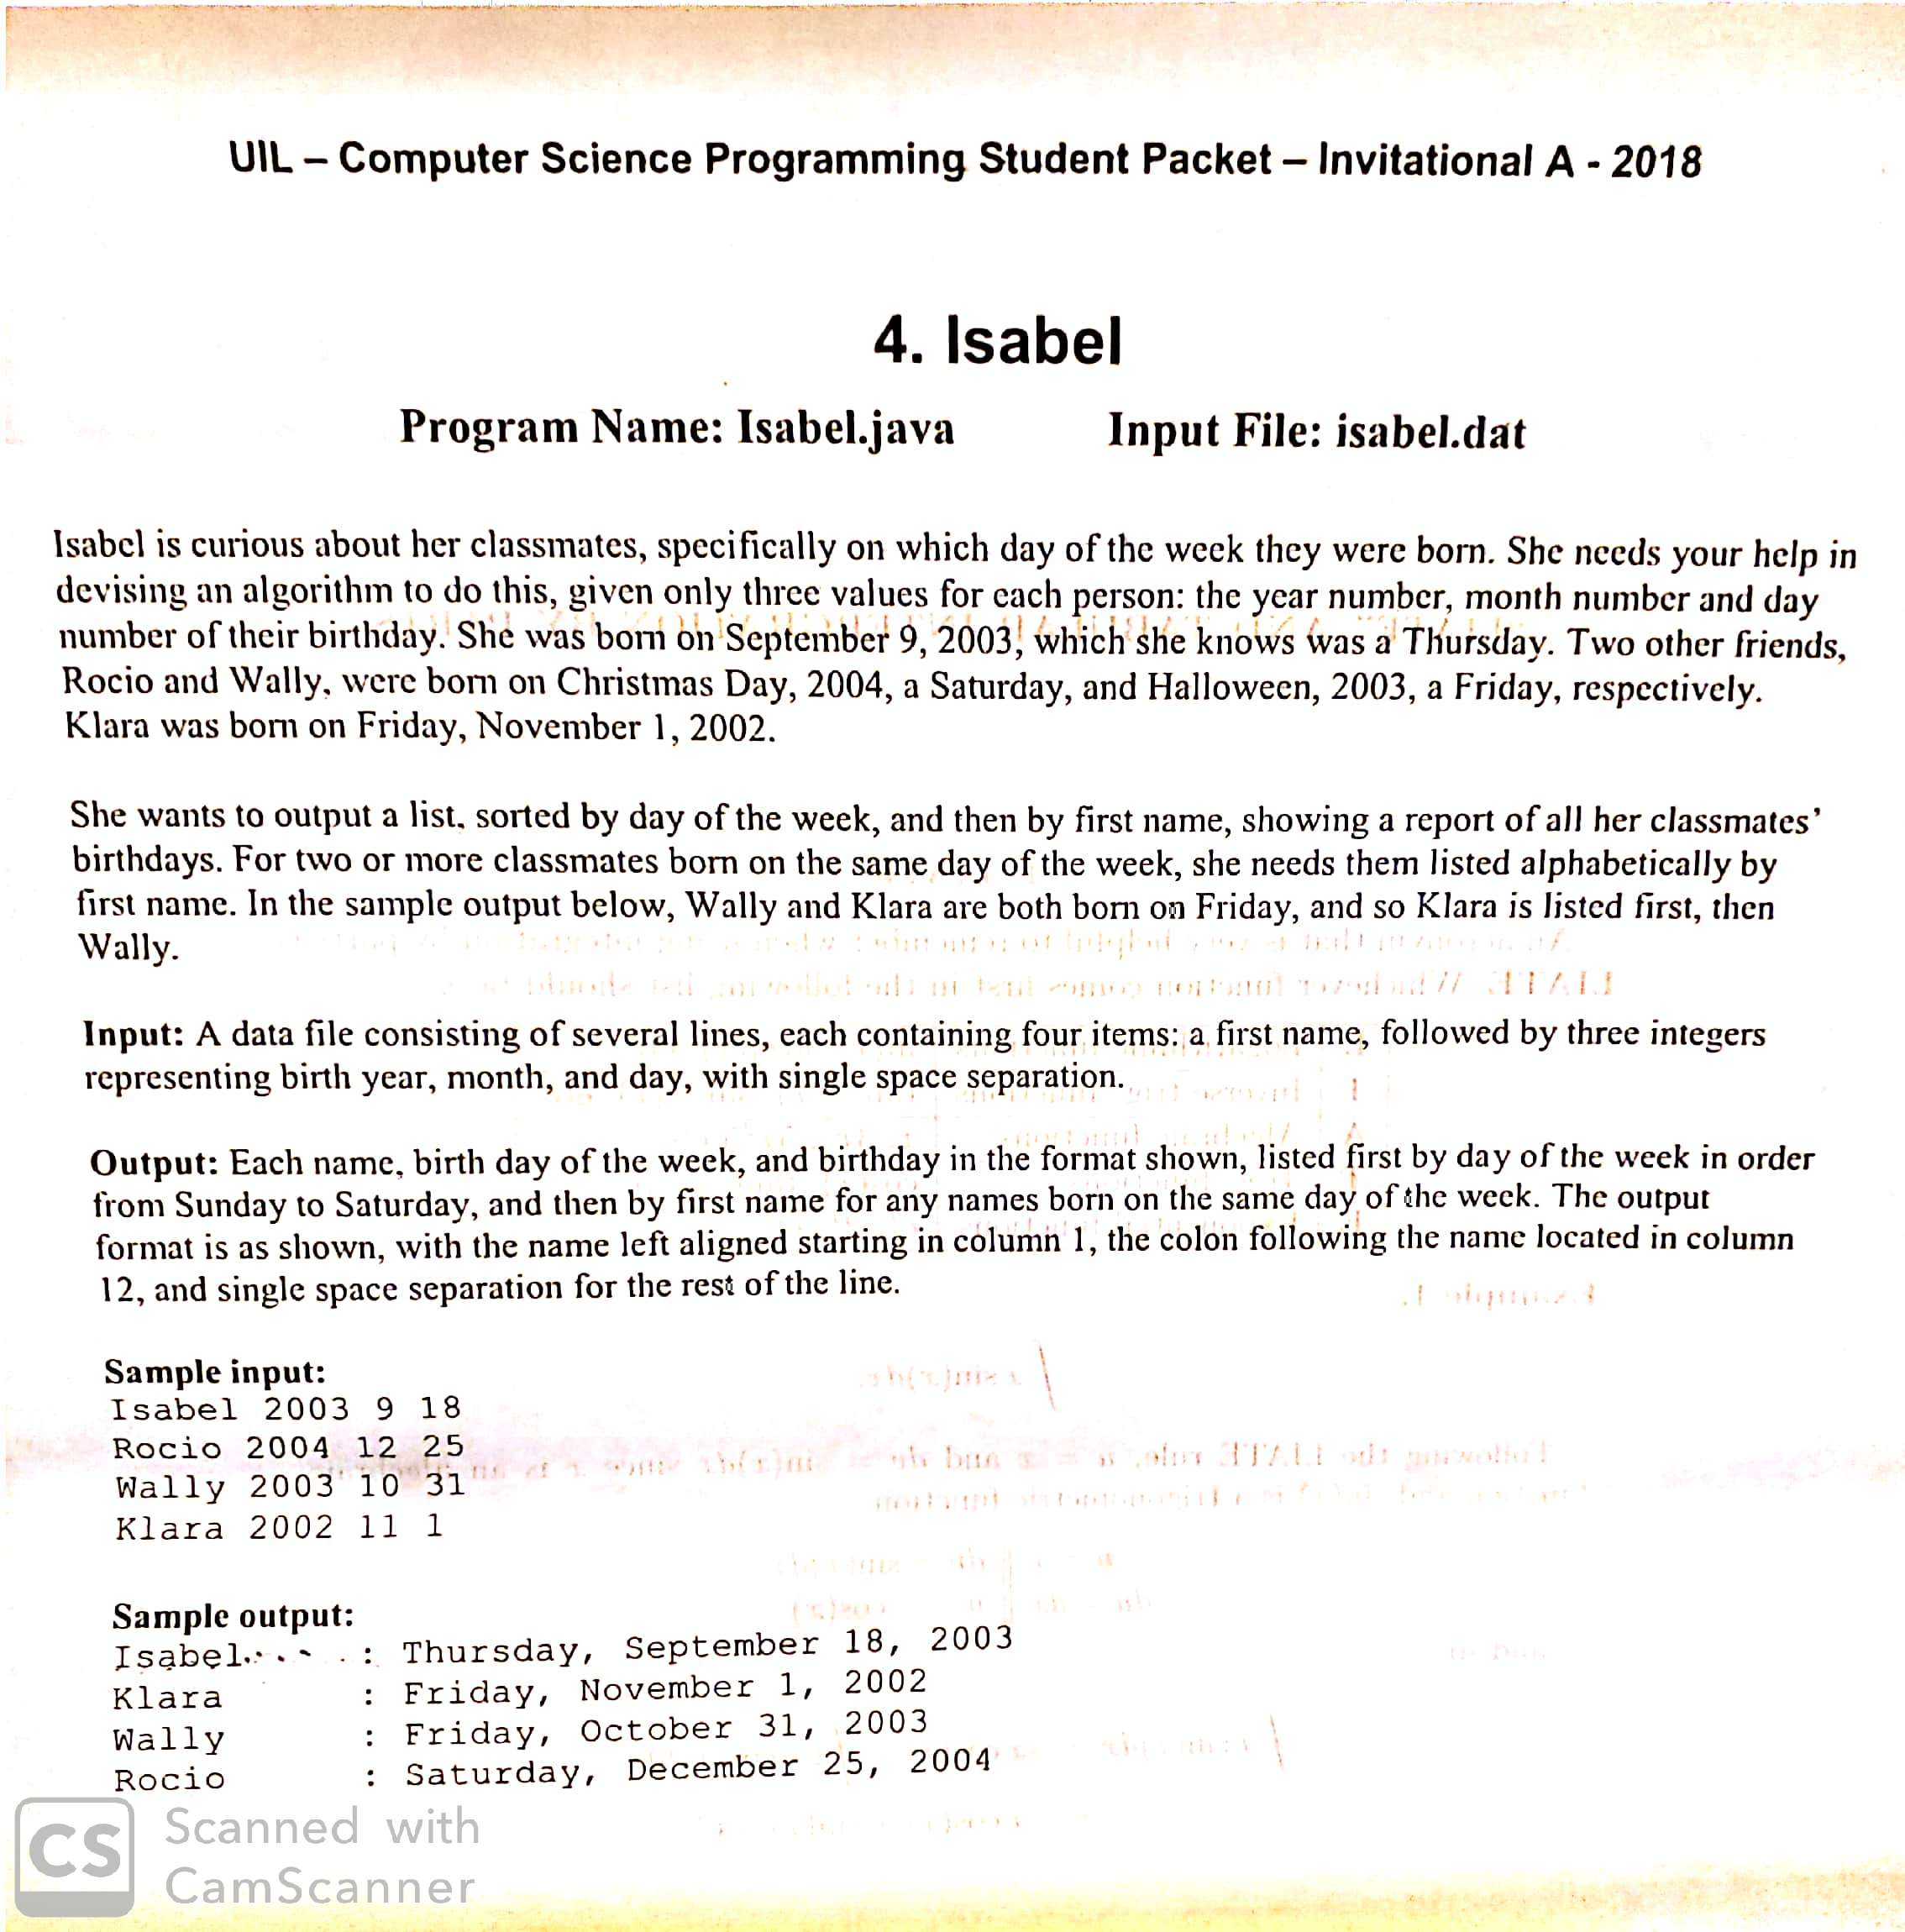 UIL – Computer Science Programming Student Packet – Invitational A - 2018
4. Isabel
Program Name: Isabel.java Input File: isabel.dat
Isabel is curious about her classmates, specifically on which day of the week they were born. She needs your help in
devising an algorithm to do this, given only three values for each person: the year number, month number and day
number of their birthday. She was born on September 9, 2003, which she knows was a Thursday. Two other friends,
Rocio and Wally, were born on Christmas Day, 2004, a Saturday, and Halloween, 2003, a Friday, respectively.
Klara was born on Friday, November 1, 2002.
She wants to output a list, sorted by day of the week, and then by first name, showing a report of all her classmates'
birthdays. For two or more classmates born on the same day of the week, she needs them listed alphabetically by
first name. In the sample output below, Wally and Klara are both born on Friday, and so Klara is listed first, then
Wally.
Input: A data file consisting of several lines, each containing four items: a first name, followed by three integers
representing birth year, month, and day, with single space separation.
Output: Each name, birth day of the week, and birthday in the format shown, listed first by day of the week in order
from Sunday to Saturday, and then by first name for any names born on the same day of the week. The output
format is as shown, with the name left aligned starting in column 1, the colon following the name located in column
12, and single space separation for the rest of the line.
Sample input:
Isabel 2003 9 18
Rocio 2004 12 25
Wally 2003 10 31
Klara 2002 11 1
Sample output:
Isabel : Thursday, September 18, 2003
Klara : Friday, November 1, 2002
Wally : Friday, October 31, 2003
Rocio : Saturday, December 25, 2004
CS Scanned with
CamScanner